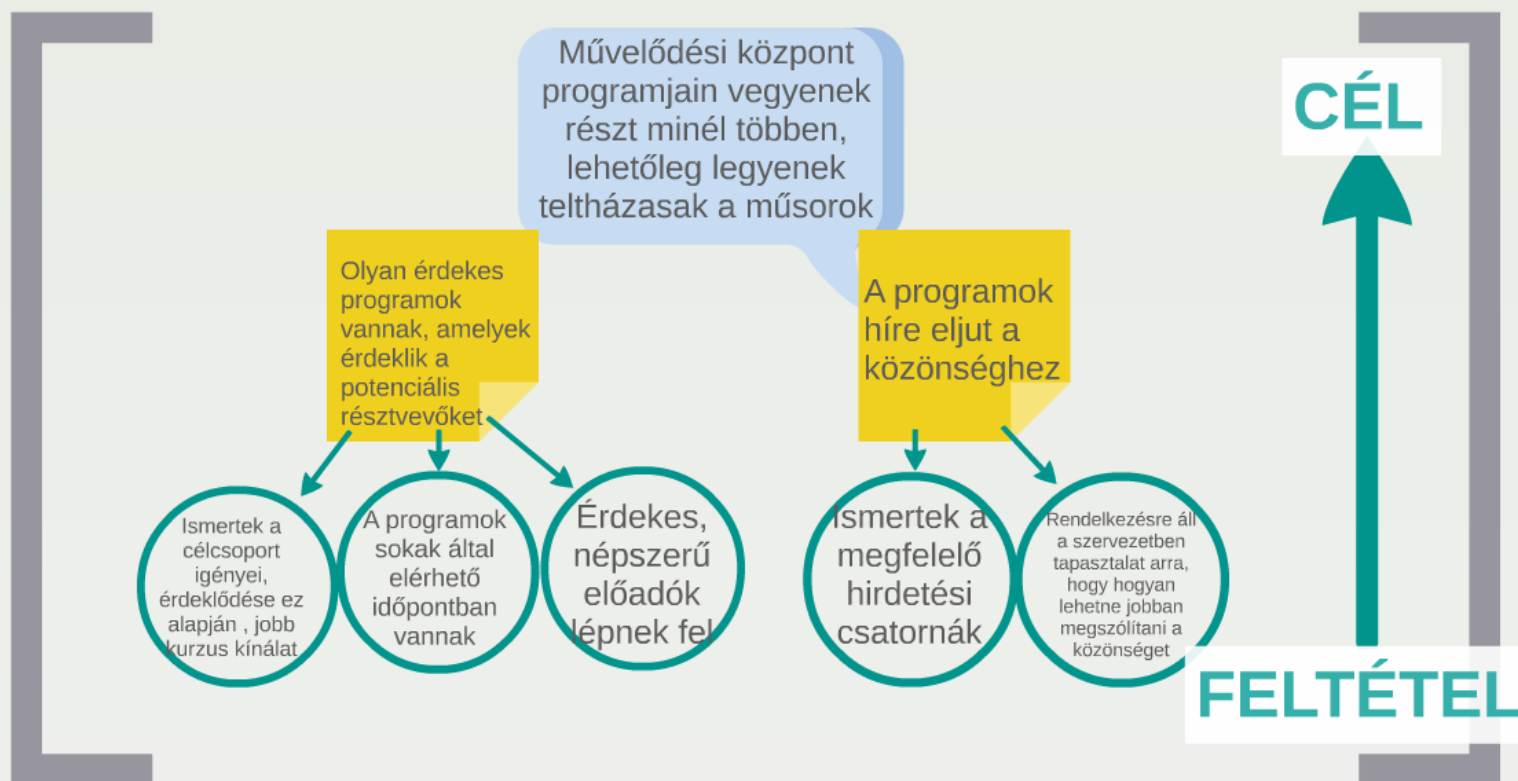 Művelődési központ
programjain vegyenek
részt minél többen,
lehetőleg legyenek
teltházasak a műsorok
CÉL
Olyan érdekes
programok
vannak, amelyek
érdeklik a
potenciális
résztvevőket
A programok
híre eljut a
közönséghez
Ismertek a
célcsoport
igényei,
érdeklődése ez
alapján , jobb
kurzus kínálat
A programok
sokak által
elérhető
időpontban
vannak
Érdekes,
népszerű
előadók
lépnek fel
Ismertek a
megfelelő
hirdetési
csatornák
Rendelkezésre áll
a szervezetben
tapasztalat arra,
hogy hogyan
lehetne jobban
megszólítani a
közönséget
FELTÉTEL